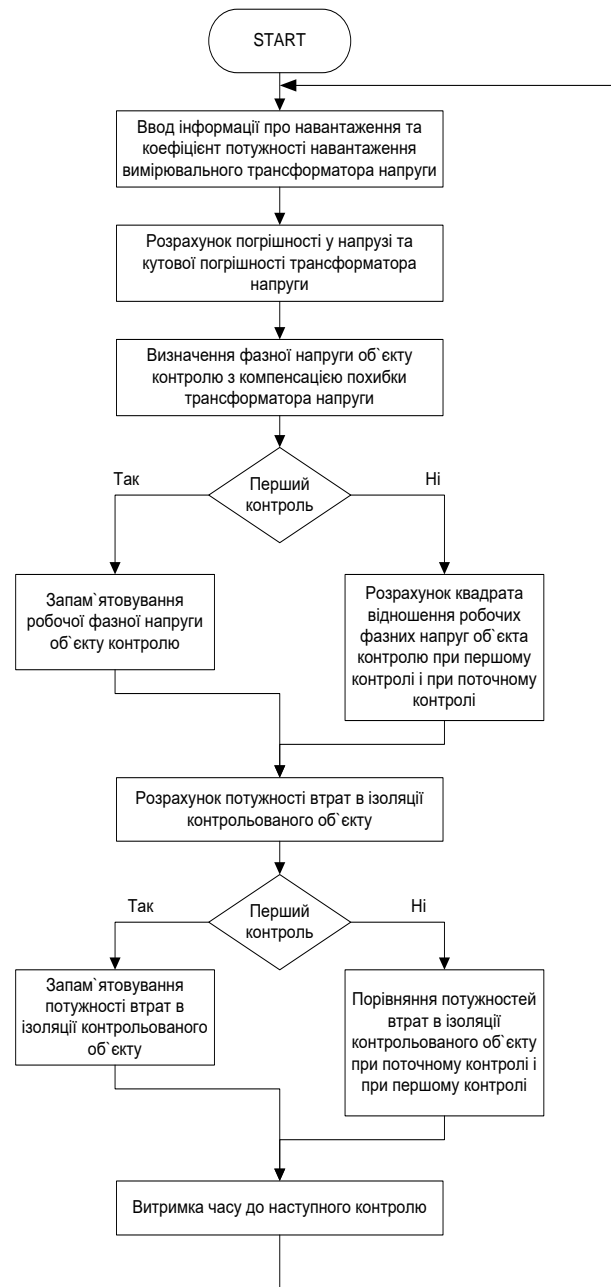 START
Ввод інформації про навантаження та
коефіцієнт потужності навантаження
вимірювального трансформатора напруги
Розрахунок погрішності у напрузі та
кутової погрішності трансформатора
напруги
Визначення фазної напруги об`єкту
контролю з компенсацією похибки
трансформатора напруги
Так
Перший
контроль
Ні
Запам`ятовування
робочої фазної напруги
об`єкту контролю
Розрахунок квадрата
відношення робочих
фазних напруг об`єкта
контролю при першому
контролі і при поточному
контролі
Розрахунок потужності втрат в ізоляції
контрольованого об`єкту
Так
Перший
контроль
Ні
Запам`ятовування
потужності втрат в
ізоляції контрольованого
об`єкту
Порівняння потужностей
втрат в ізоляції
контрольованого об`єкту
при поточному контролі і
при першому контролі
Витримка часу до наступного контролю